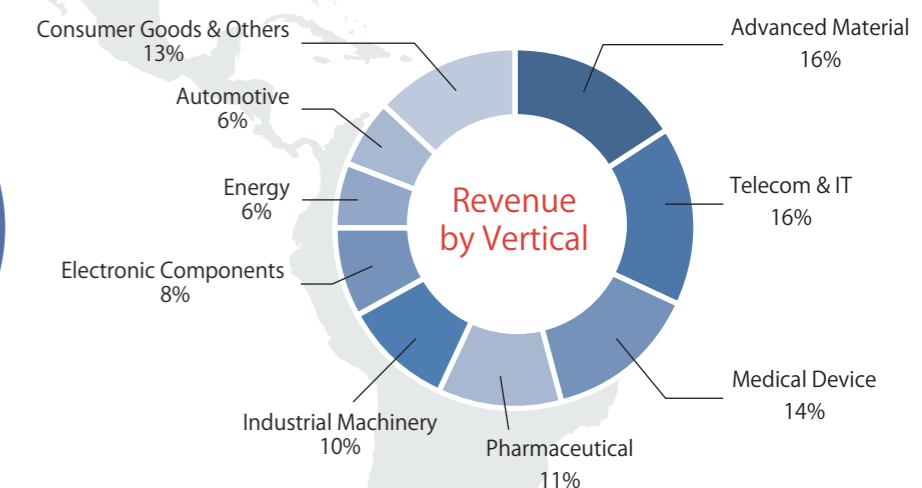 Revenue
by Vertical
Advanced Material
16%
Telecom & IT
16%
Medical Device
14%
Pharmaceutical
11%
Industrial Machinery
10%
Electronic Components
8%
Energy
6%
Automotive
6%
Consumer Goods & Others
13%